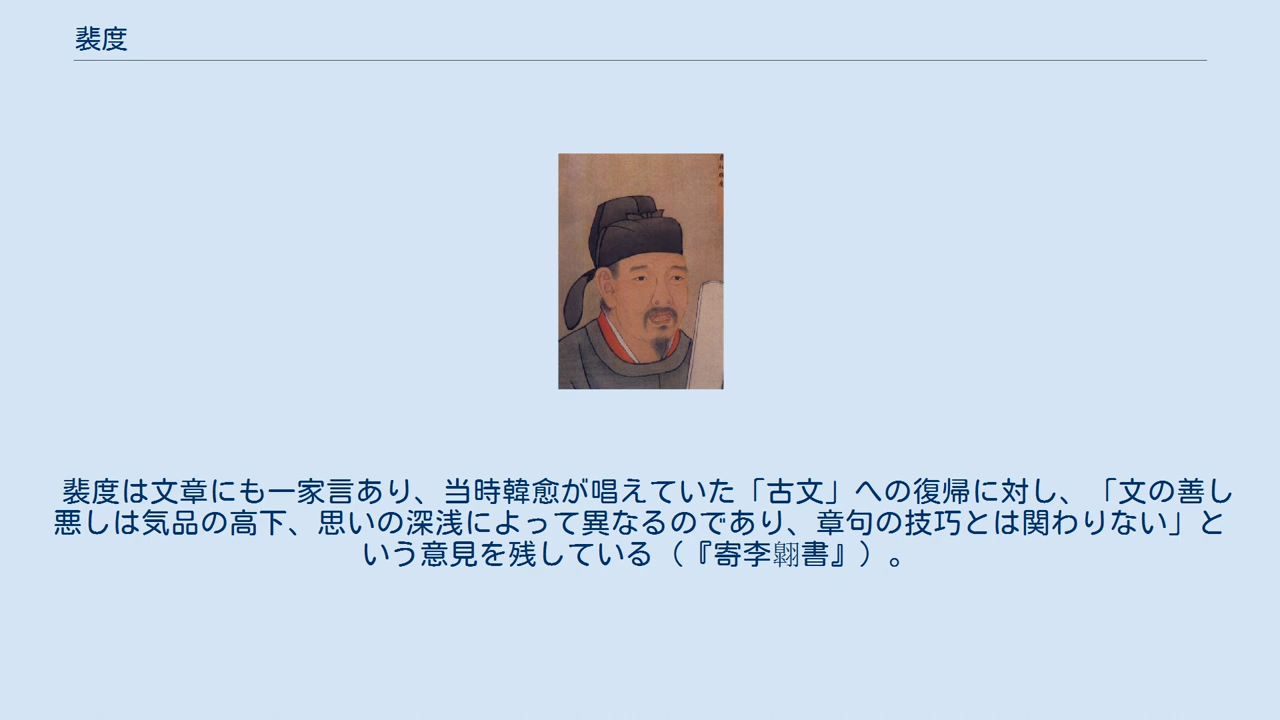 裴度
裴度は文章にも一家言あり、当時韓愈が唱えていた「古文」への復帰に対し、「文の善し
悪しは気品の高下、思いの深浅によって異なるのであり、章句の技巧とは関わりない」と
いう意見を残している（『寄李翺書』）。